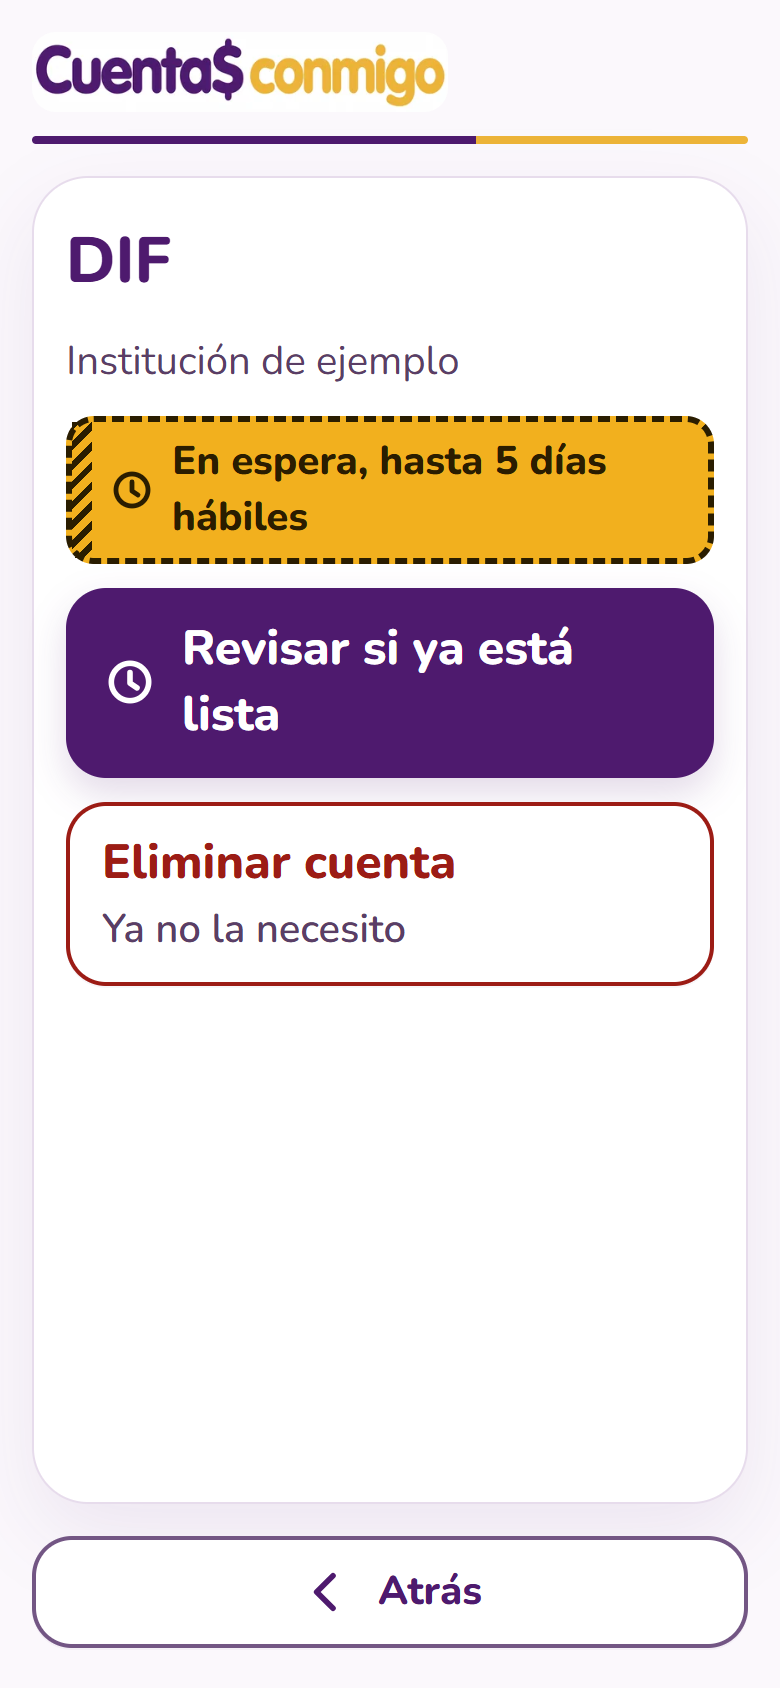 Cuenta$ conmigo
DIF
Institución de ejemplo
En espera, hasta 5 días
hábiles
Revisar si ya está
lista
Eliminar cuenta
Ya no la necesito
Atrás